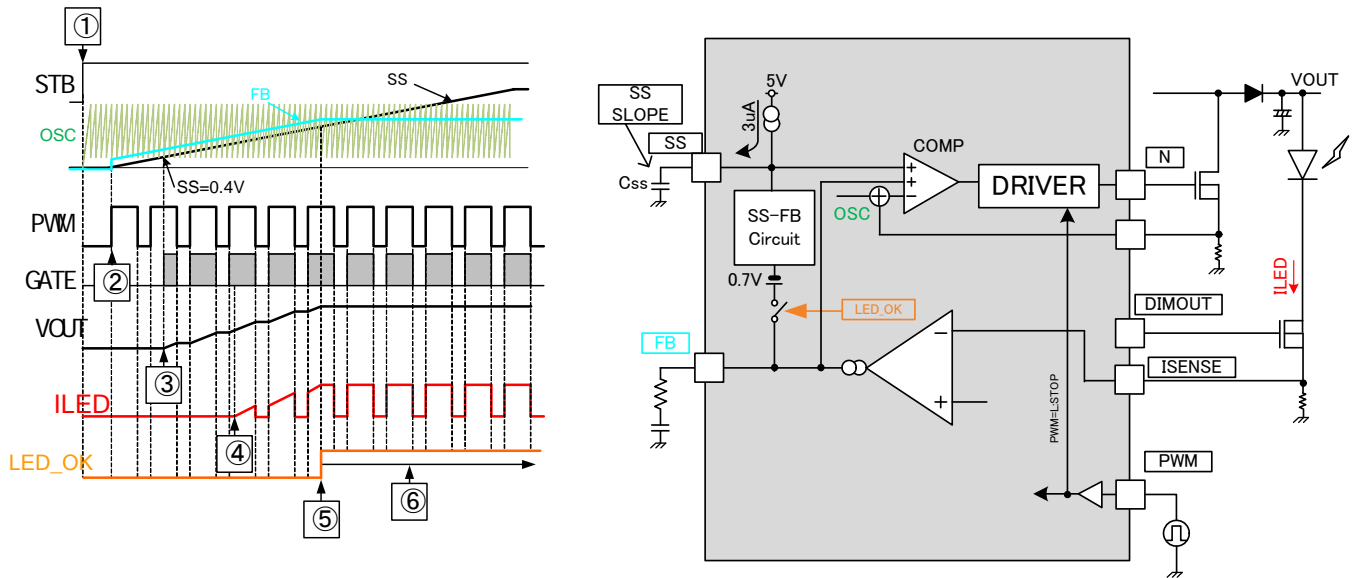 ①
STB
SS
FB
OSC
SS=0.4V
PWM
②
GATE
VOUT
③
ILED
④
LED_OK
⑤
⑥
SS
SLOPE
SS
Css
5V
3uA
COMP
DRIVER
OSC
SS-FB
Circuit
0.7V
LED_OK
FB
PWM=L:STOP
VOUT
N
ILED
DIMOUT
ISENSE
PWM